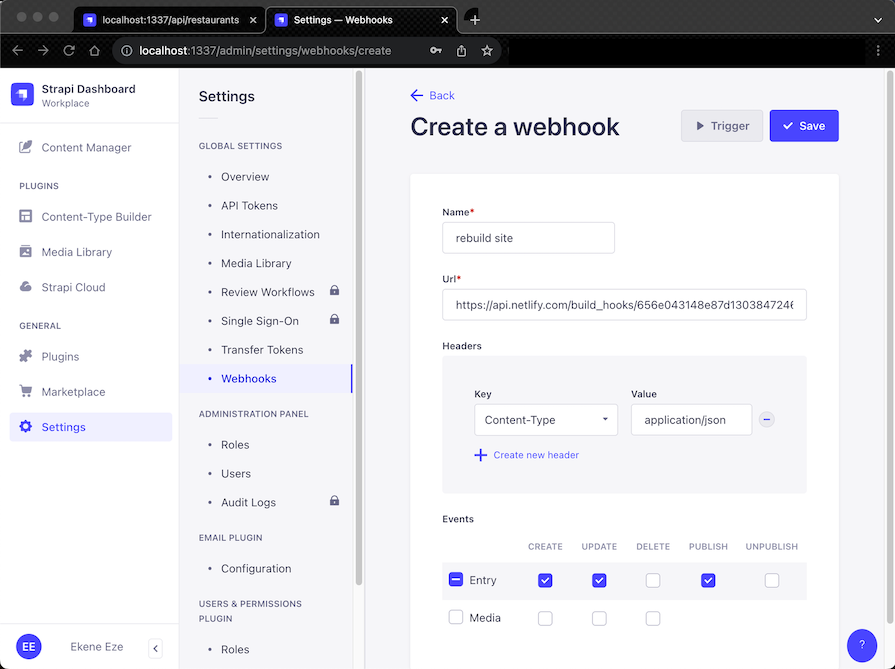 localhost:1337/api/restaurants
Settings — Webhooks
localhost:1337/admin/settings/webhooks/create
Strapi Dashboard
Workplace
Content Manager
PLUGINS
Content-Type Builder
Media Library
Strapi Cloud
GENERAL
Plugins
Marketplace
Settings
EE
Ekene Eze
Settings
GLOBAL SETTINGS
Overview
API Tokens
Internationalization
Media Library
Review Workflows
Single Sign-On
Transfer Tokens
Webhooks
ADMINISTRATION PANEL
Roles
Users
Audit Logs
EMAIL PLUGIN
Configuration
USERS & PERMISSIONS
PLUGIN
Roles
Back
Create a webhook
Trigger
Save
Name*
rebuild site
Url*
https://api.netlify.com/build_hooks/656e043148e87d1303847246
Headers
Key Value
Content-Type application/json
Create new header
Events
CREATE UPDATE DELETE PUBLISH UNPUBLISH
Entry
Media
?